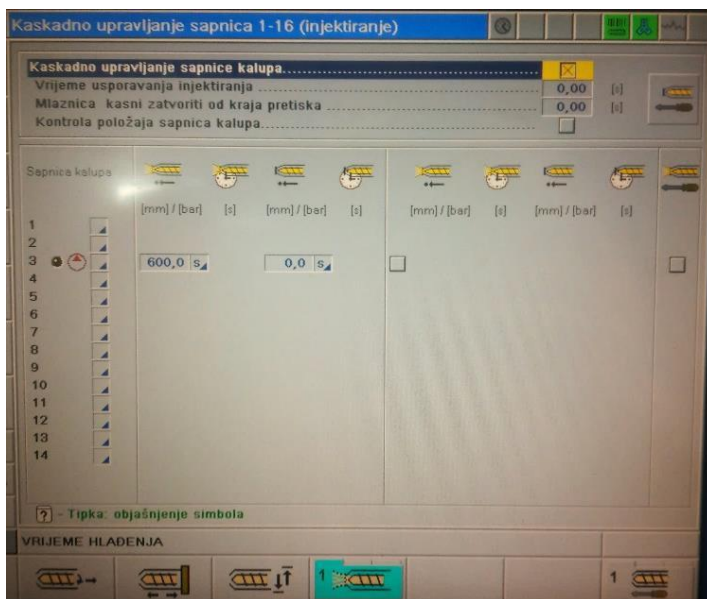 Kaskadno upravljanje sapnica 1-16 (injektiranje)
Kaskadno upravljanje sapnice kalupa
Vrijeme usporavanja injektiranja 0,00 [s]
Mlaznica kasni zatvoriti od kraja pretiska 0,00 [s]
Kontrola položaja sapnica kalupa
Sapnica kalupa
[mm] / [bar] [s] [mm] / [bar] [s] [mm] / [bar] [s] [mm] / [bar] [s]
1
2
3 600,0 s 0,0 s
4
5
6
7
8
9
10
11
12
13
14
? - Tipka: objašnjenje simbola
VRIJEME HLAĐENJA
1 1